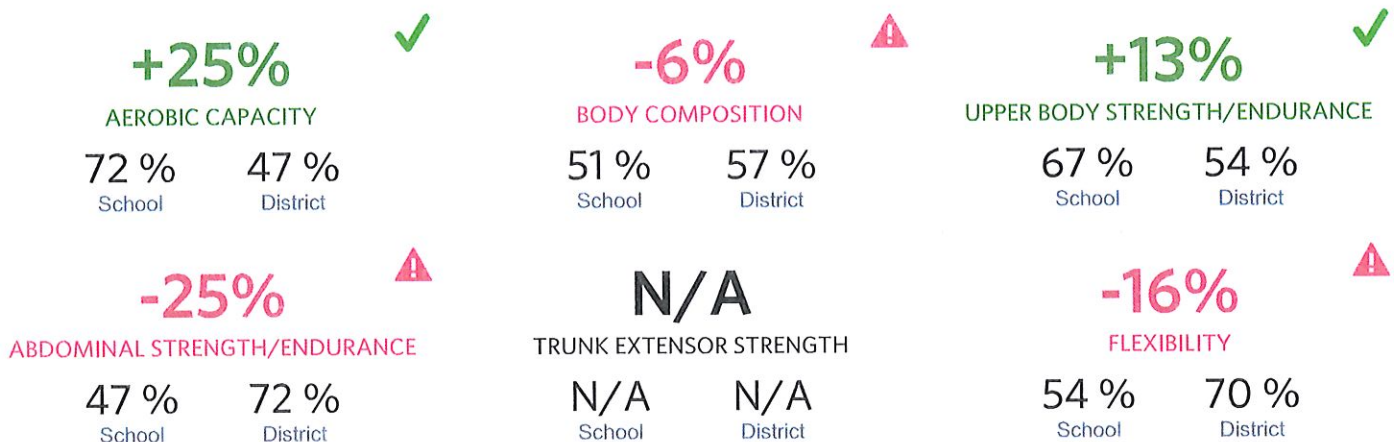 +25%
AEROBIC CAPACITY
72 % 47 %
School District
-6%
BODY COMPOSITION
51 % 57 %
School District
+13%
UPPER BODY STRENGTH/ENDURANCE
67 % 54 %
School District
-25%
ABDOMINAL STRENGTH/ENDURANCE
47 % 72 %
School District
N/A
TRUNK EXTENSOR STRENGTH
N/A N/A
School District
-16%
FLEXIBILITY
54 % 70 %
School District